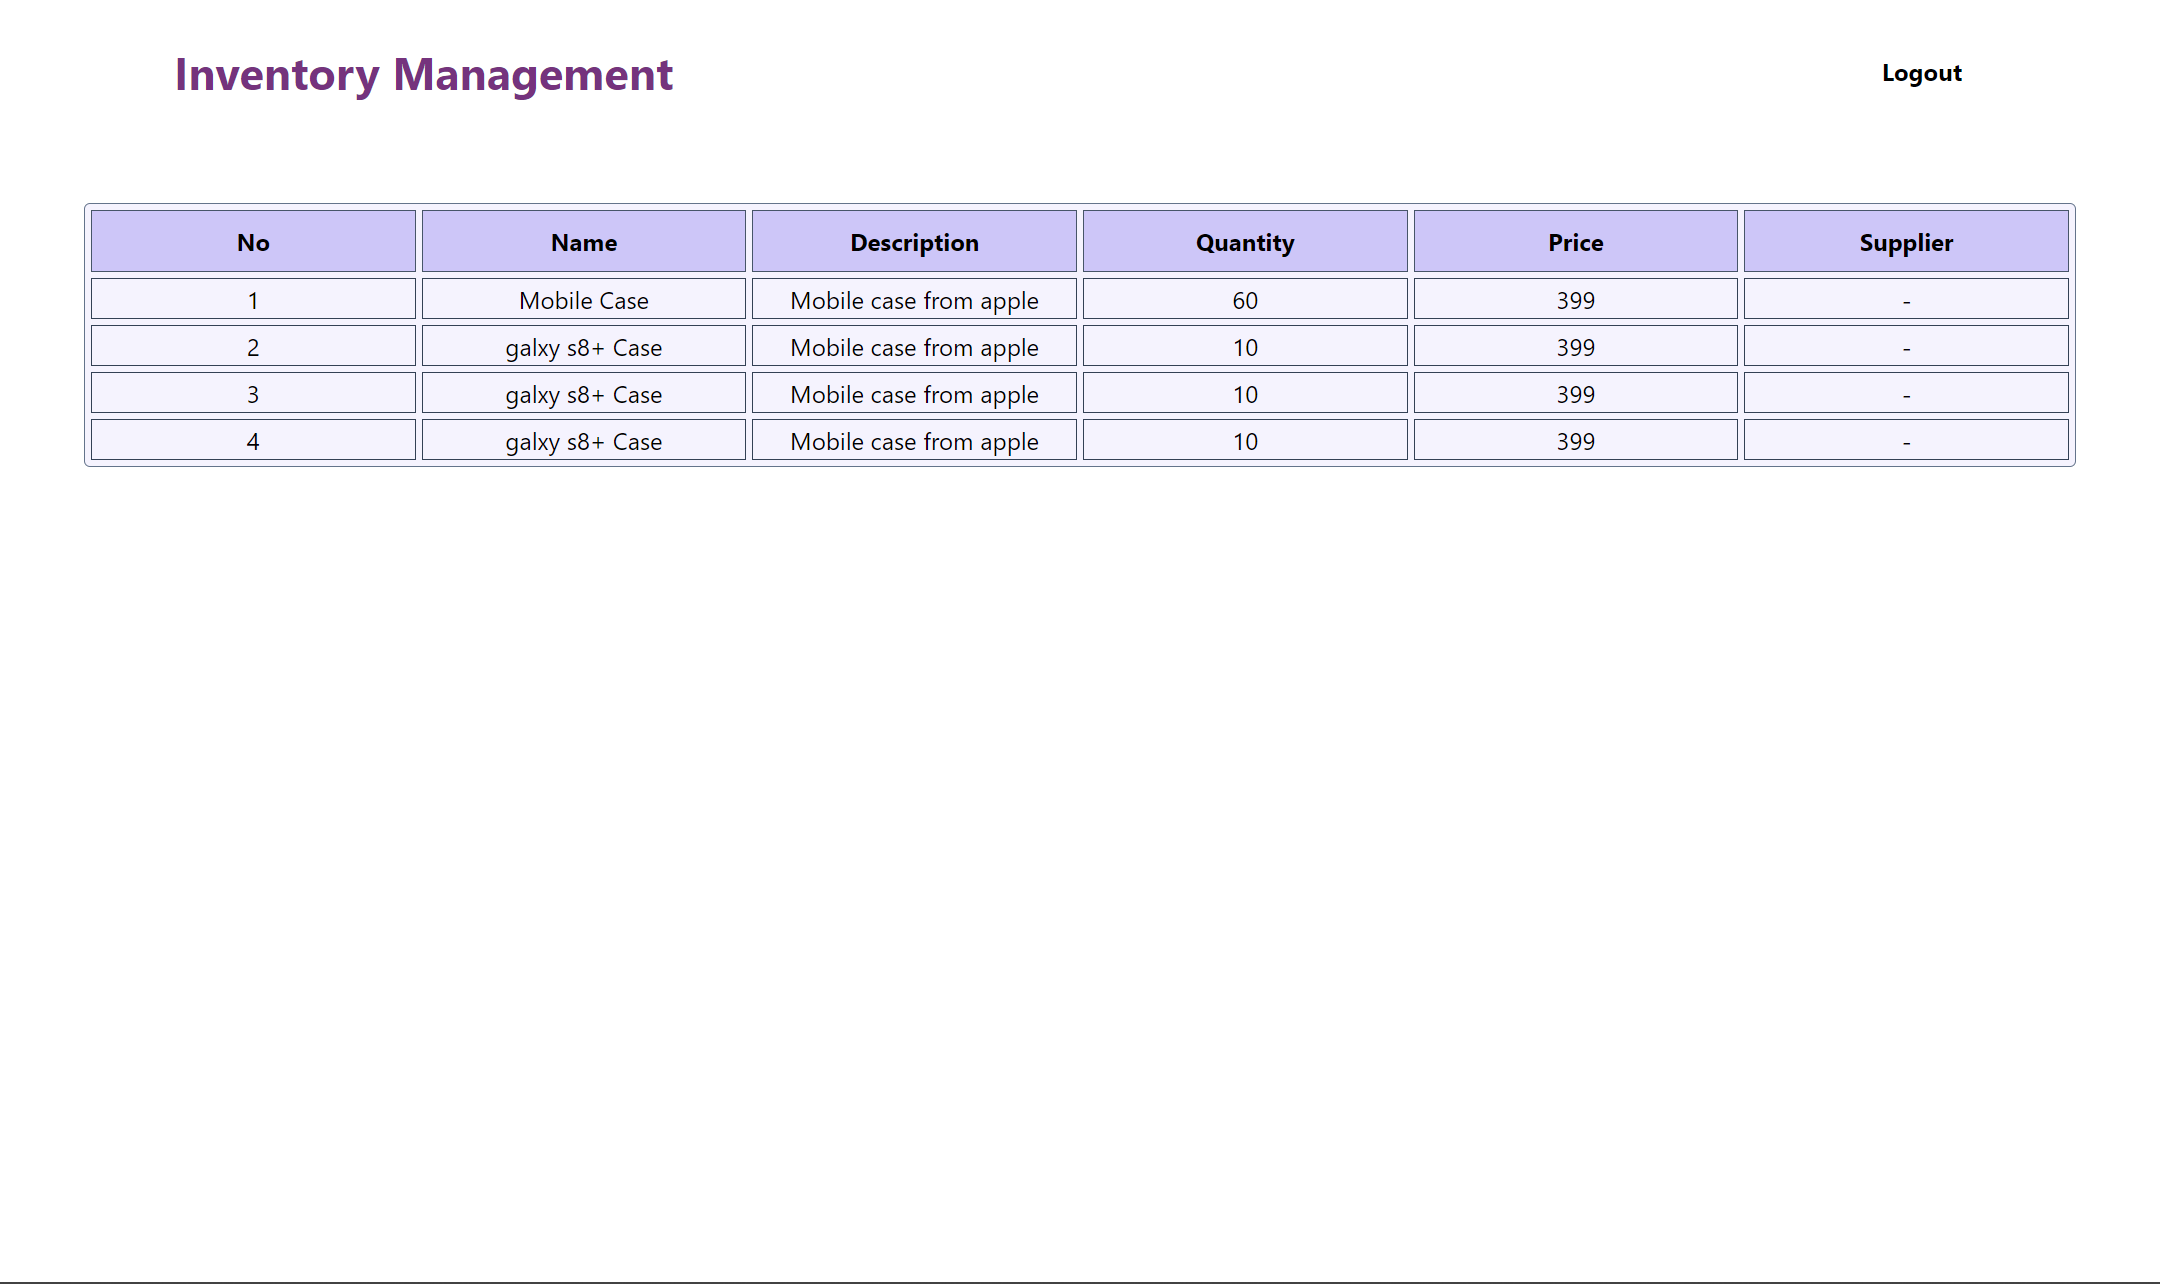 Inventory Management Logout
No Name Description Quantity Price Supplier
1 Mobile Case Mobile case from apple 60 399 -
2 galxy s8+ Case Mobile case from apple 10 399 -
3 galxy s8+ Case Mobile case from apple 10 399 -
4 galxy s8+ Case Mobile case from apple 10 399 -